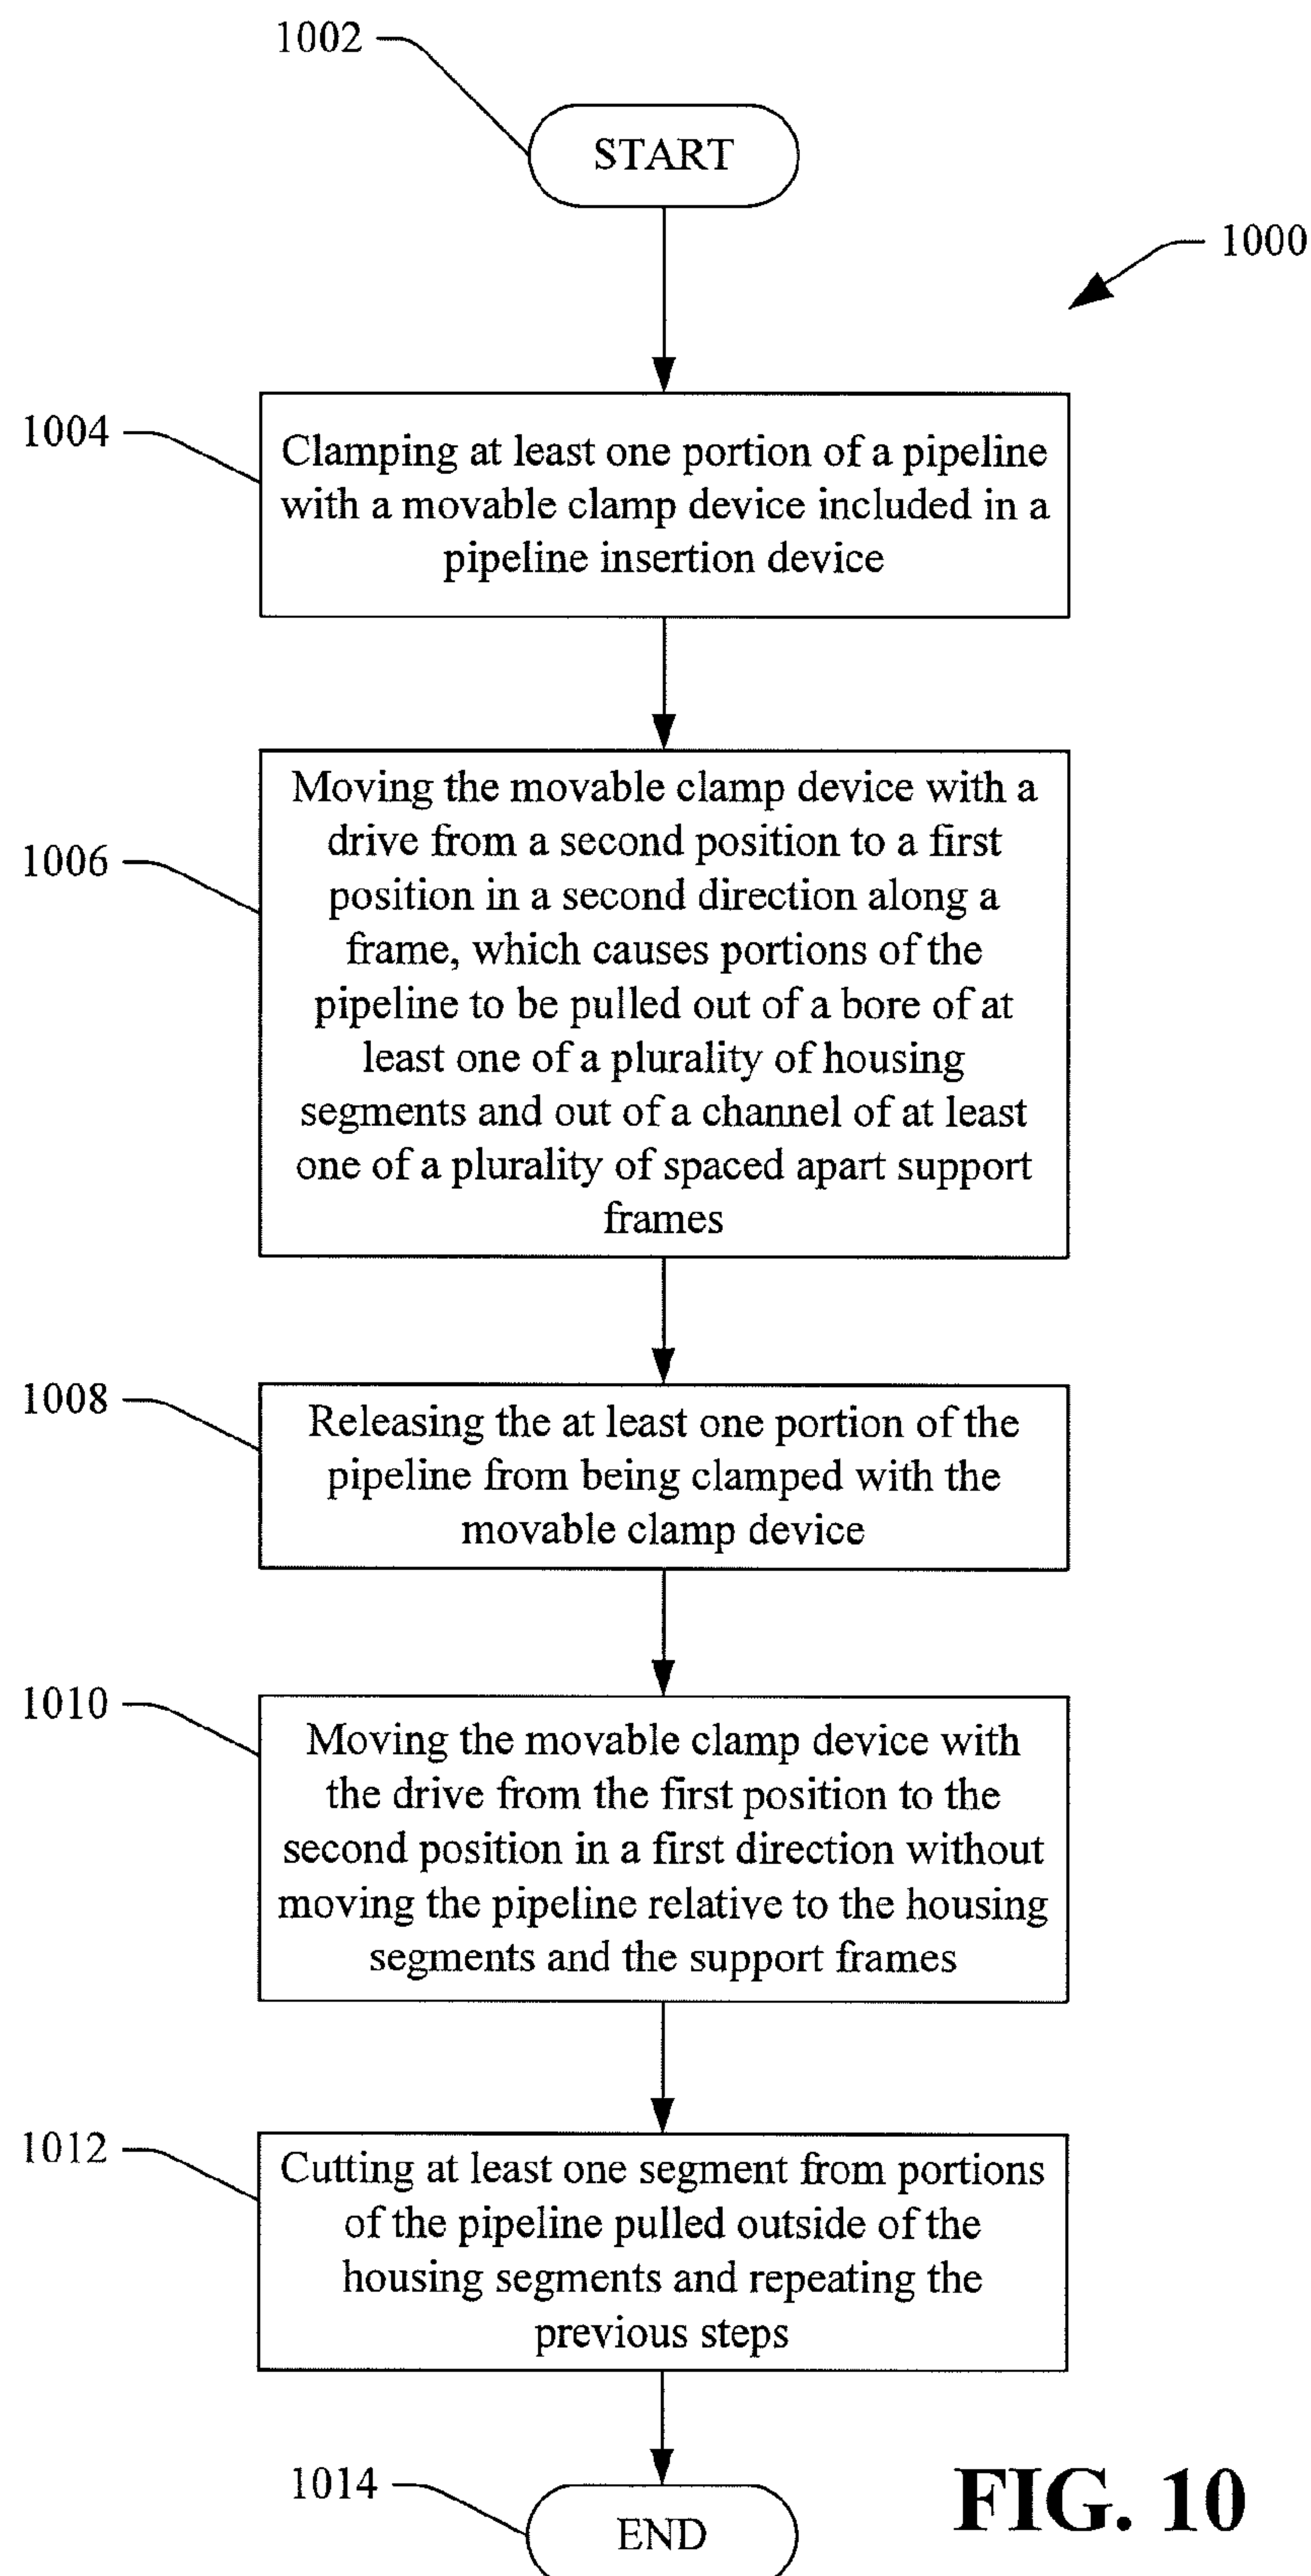 1002
START
1000
1004
Clamping at least one portion of a pipeline
with a movable clamp device included in a
pipeline insertion device
1006
Moving the movable clamp device with a
drive from a second position to a first
position in a second direction along a
frame, which causes portions of the
pipeline to be pulled out of a bore of at
least one of a plurality of housing
segments and out of a channel of at least
one of a plurality of spaced apart support
frames
1008
Releasing the at least one portion of the
pipeline from being clamped with the
movable clamp device
1010
Moving the movable clamp device with
the drive from the first position to the
second position in a first direction without
moving the pipeline relative to the housing
segments and the support frames
1012
Cutting at least one segment from portions
of the pipeline pulled outside of the
housing segments and repeating the
previous steps
1014
END
FIG. 10